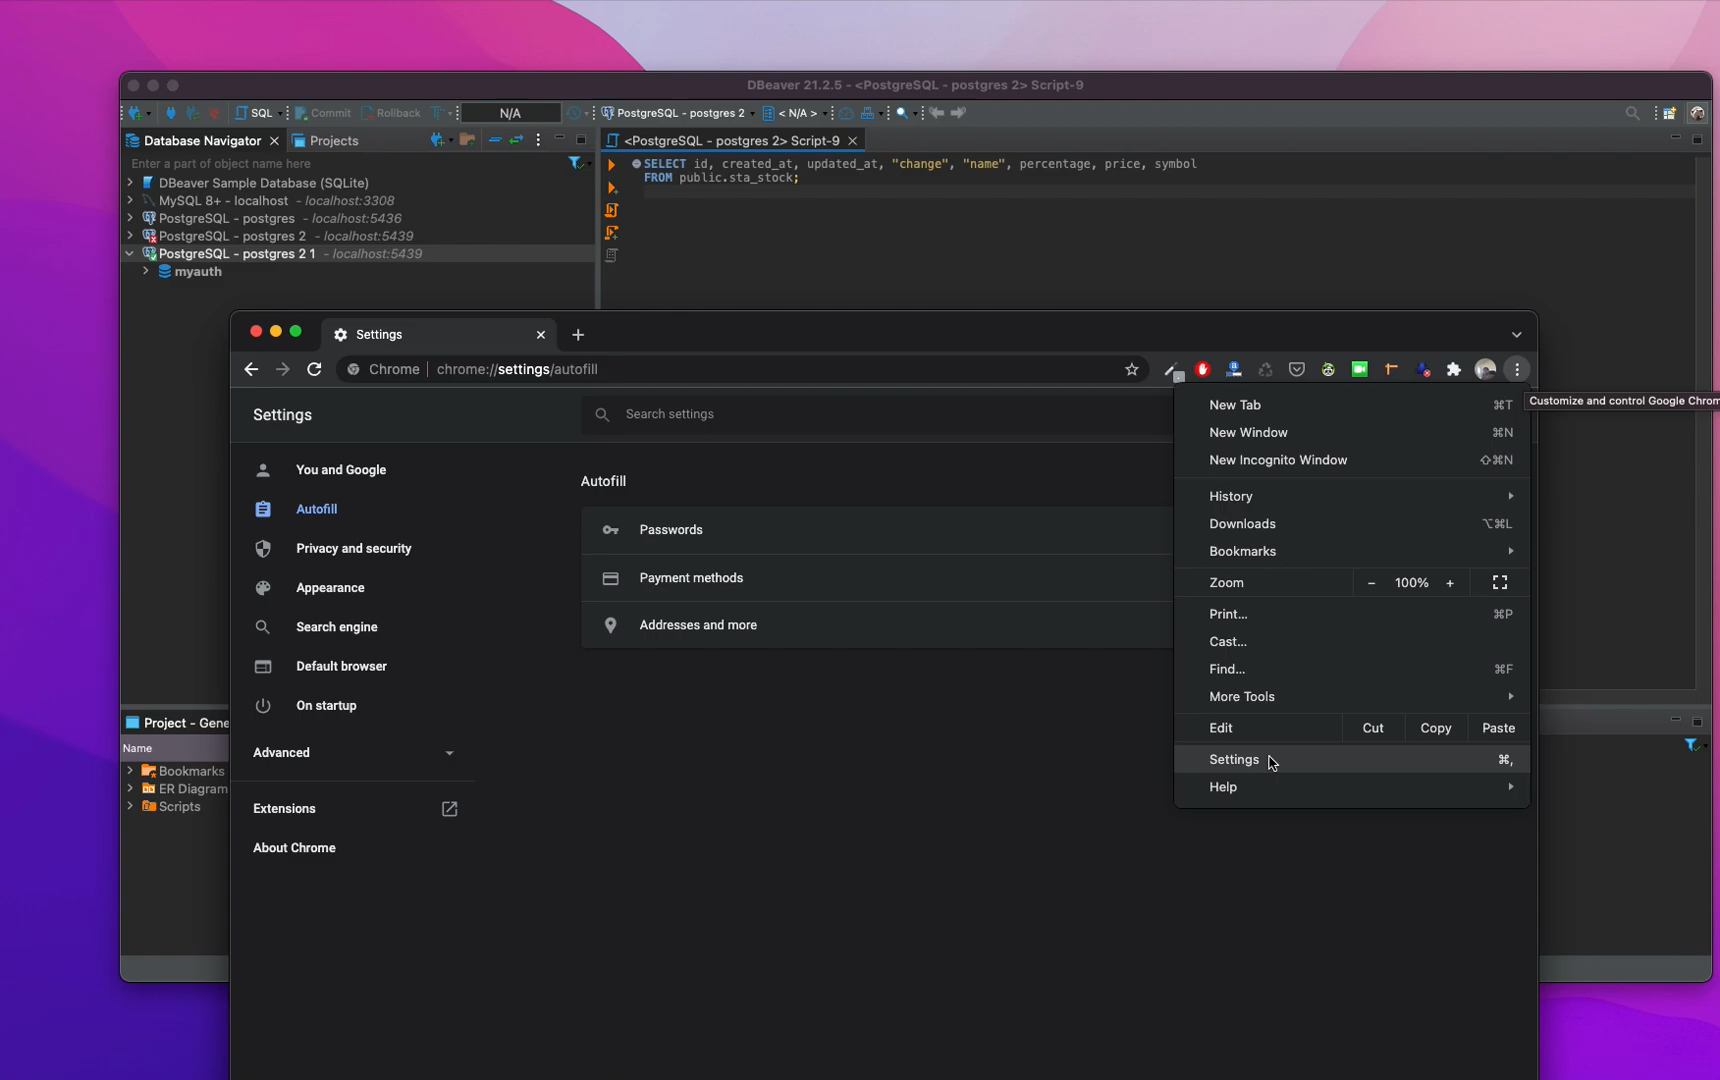 DBeaver 21.2.5 - <PostgreSQL - postgres 2> Script-9
SQL Commit Rollback N/A PostgreSQL - postgres 2 < N/A >
Database Navigator Projects
<PostgreSQL - postgres 2> Script-9
Enter a part of object name here
DBeaver Sample Database (SQLite)
MySQL 8+ - localhost - localhost:3308
PostgreSQL - postgres - localhost:5436
PostgreSQL - postgres 2 - localhost:5439
PostgreSQL - postgres 2 1 - localhost:5439
myauth
SELECT id, created_at, updated_at, "change", "name", percentage, price, symbol
FROM public.sta_stock;
Settings
Chrome chrome://settings/autofill
Customize and control Google Chrom
Settings
Search settings
You and Google
Autofill
Privacy and security
Appearance
Search engine
Default browser
On startup
Advanced
Extensions
About Chrome
Autofill
Passwords
Payment methods
Addresses and more
New Tab ⌘T
New Window ⌘N
New Incognito Window ⇧⌘N
History
Downloads ⌥⌘L
Bookmarks
Zoom - 100% +
Print... ⌘P
Cast...
Find... ⌘F
More Tools
Edit Cut Copy Paste
Settings ⌘,
Help
Project - Gene
Name
Bookmarks
ER Diagram
Scripts